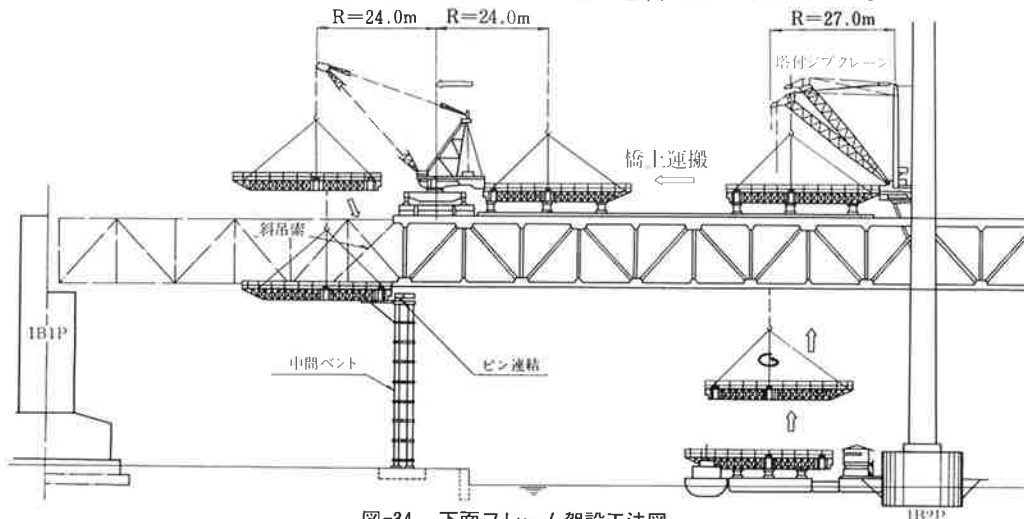 R=24.0m
R=24.0m
R=27.0m
塔付ジブクレーン
橋上運搬
斜吊索
1B1P
中間ベント
ピン連結
1B2P
図-34 下面フレーム架設工法図